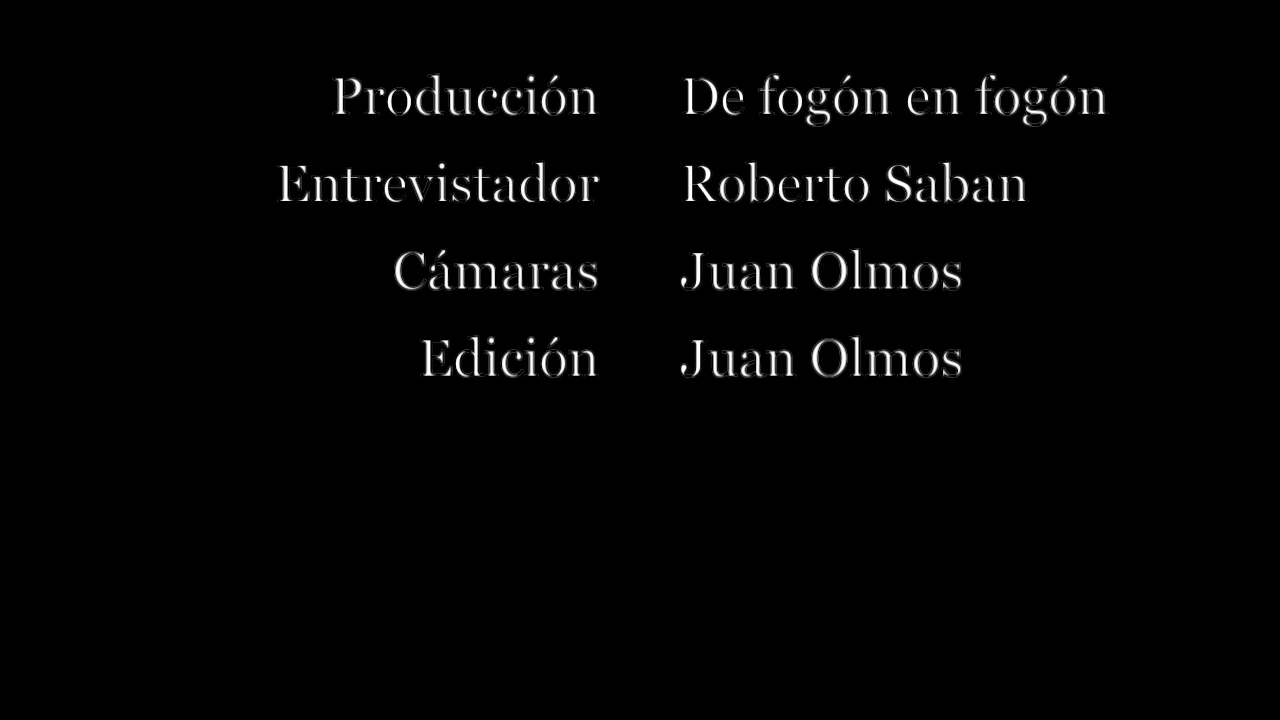 Producción De fogón en fogón
Entrevistador Roberto Saban
Cámaras Juan Olmos
Edición Juan Olmos